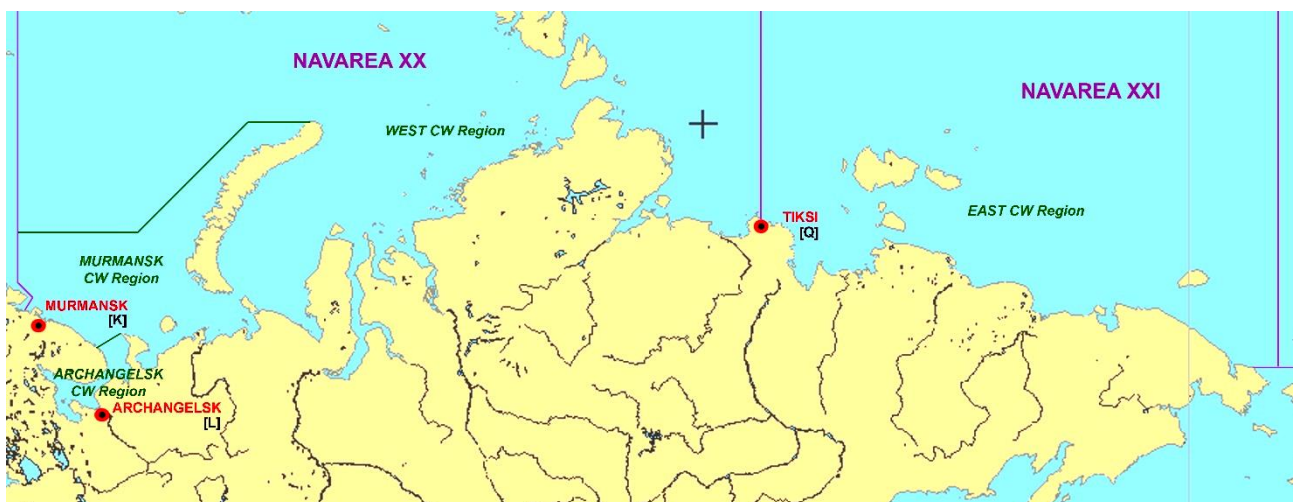 NAVAREA XX
NAVAREA XXI
WEST CW Region
EAST CW Region
TIKSI
[Q]
MURMANSK
CW Region
MURMANSK
[K]
ARCHANGELSK
CW Region
ARCHANGELSK
[L]